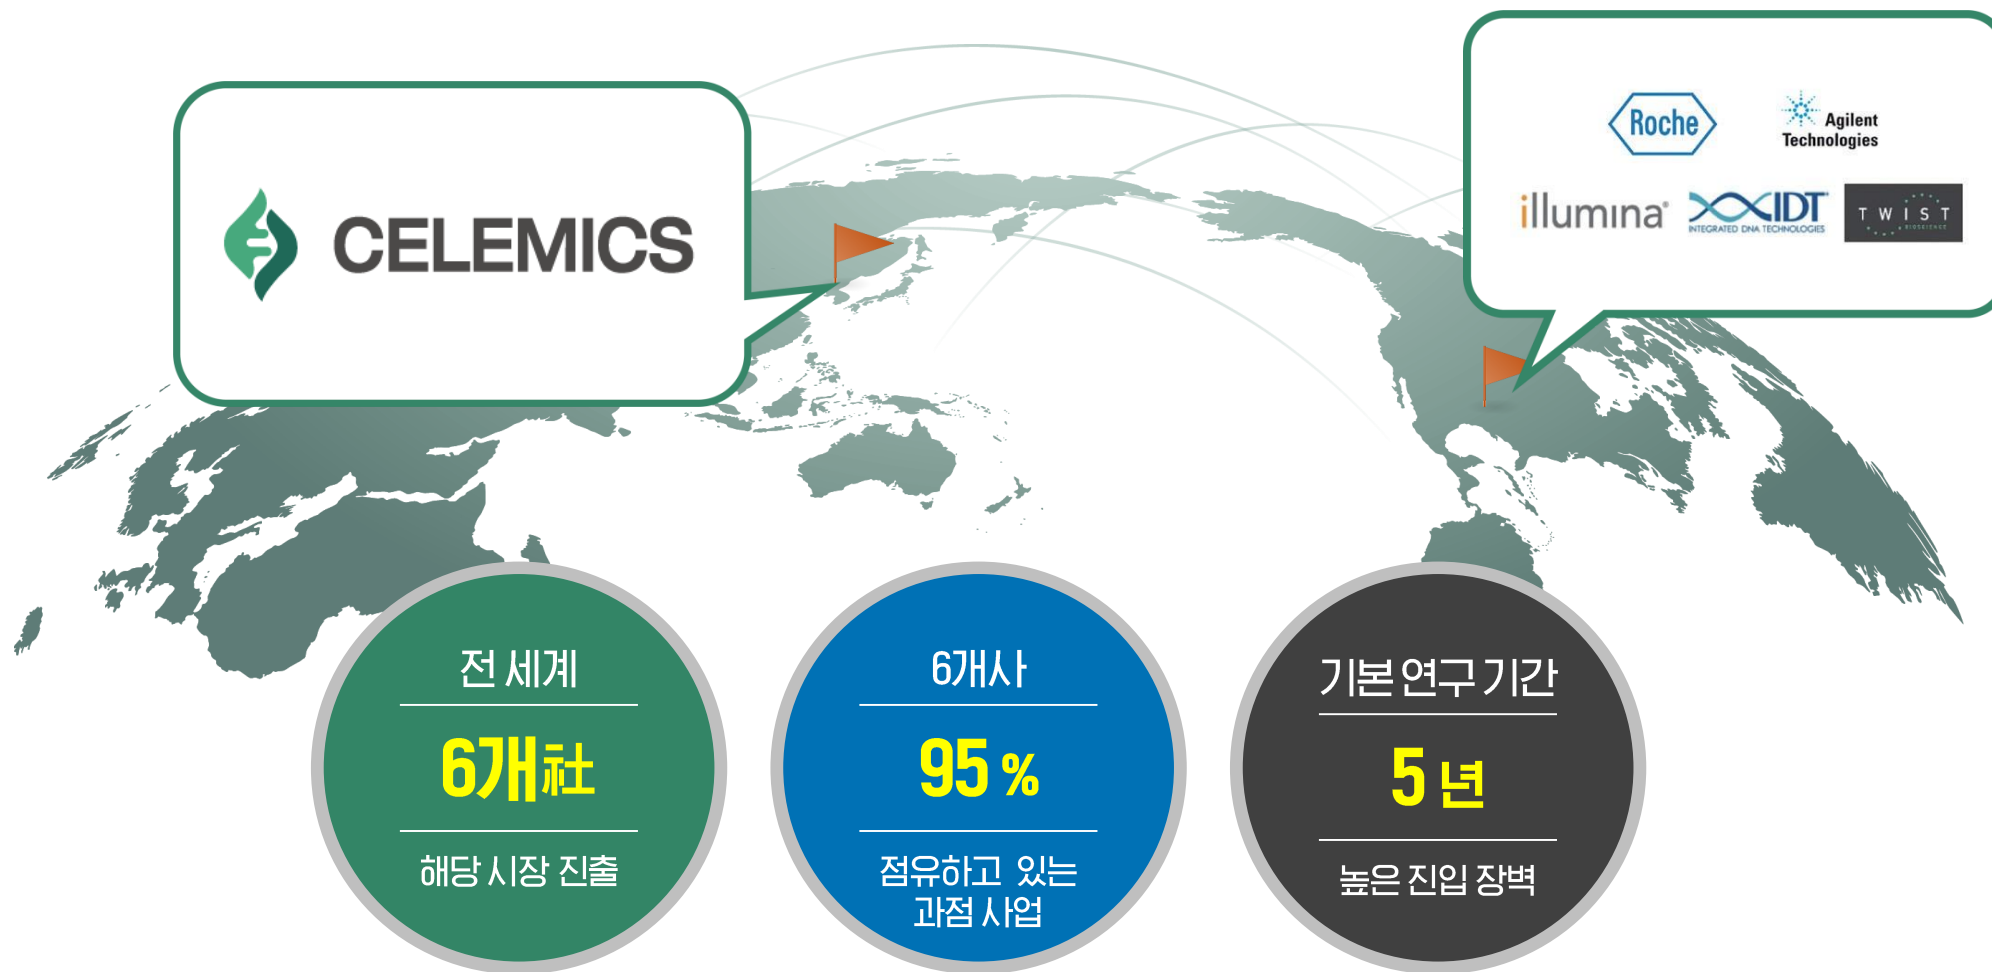 CELEMICS
Roche
Agilent
Technologies
illumina®
IDT
INTEGRATED DNA TECHNOLOGIES
TWIST
BIOSCIENCE
전 세계
6개社
해당 시장 진출
6개사
95 %
점유하고 있는
과점 사업
기본 연구 기간
5 년
높은 진입 장벽